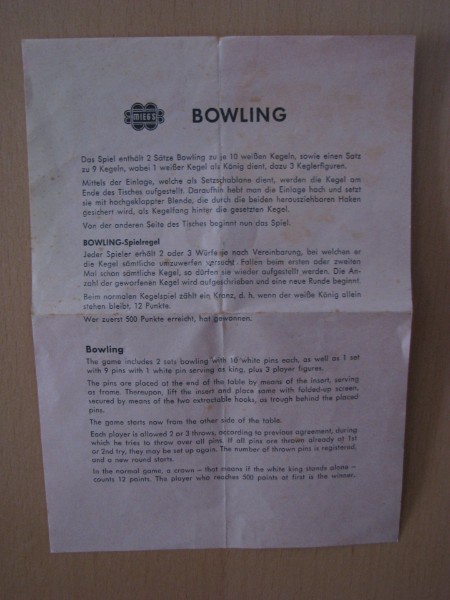 MIEG'S
BOWLING
Das Spiel enthält 2 Sätze Bowling zu je 10 weißen Kegeln, sowie einen Satz
zu 9 Kegeln, wobei 1 weißer Kegel als König dient, dazu 3 Keglerfiguren.
Mittels der Einlage, welche als Setzschablone dient, werden die Kegel am
Ende des Tisches aufgestellt. Daraufhin hebt man die Einlage hoch und setzt
sie mit hochgeklappter Blende, die durch die beiden herausziehbaren Haken
gesichert wird, als Kegelfang hinter die gesetzten Kegel.
Von der anderen Seite des Tisches beginnt nun das Spiel.
BOWLING-Spielregel
Jeder Spieler erhält 2 oder 3 Würfe je nach Vereinbarung, bei welchen er
die Kegel sämtliche umzuwerfen versucht. Fallen beim ersten oder zweiten
Mal schon sämtliche Kegel, so dürfen sie wieder aufgestellt werden. Die An-
zahl der geworfenen Kegel wird aufgeschrieben und eine neue Runde beginnt.
Beim normalen Kegelspiel zählt ein Kranz, d. h. wenn der weiße König allein
stehen bleibt, 12 Punkte.
Wer zuerst 500 Punkte erreicht, hat gewonnen.
Bowling
The game includes 2 sets bowling with 10 white pins each, as well as 1 set
with 9 pins with 1 white pin serving as king, plus 3 player figures.
The pins are placed at the end of the table by means of the insert, serving
as frame. Thereupon, lift the insert and place same with folded-up screen,
secured by means of the two extractable hooks, as trough behind the placed
pins.
The game starts now from the other side of the table.
Each player is allowed 2 or 3 throws, according to previous agreement, during
which he tries to throw over all pins. If all pins are thrown already at 1st
or 2nd try, they may be set up again. The number of thrown pins is registered,
and a new round starts.
In the normal game, a crown – that means if the white king stands alone –
counts 12 points. The player who reaches 500 points at first is the winner.